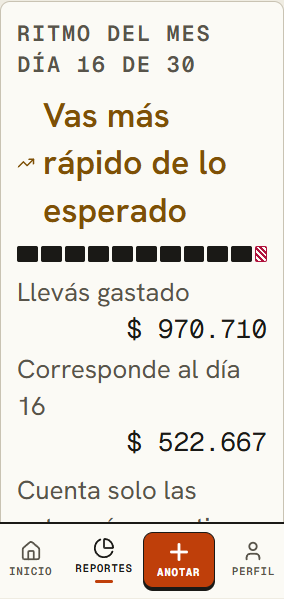 RITMO DEL MES
DÍA 16 DE 30
Vas más
rápido de lo
esperado
Llevás gastado
$ 970.710
Corresponde al día
16
$ 522.667
Cuenta solo las
INICIO
REPORTES
ANOTAR
PERFIL